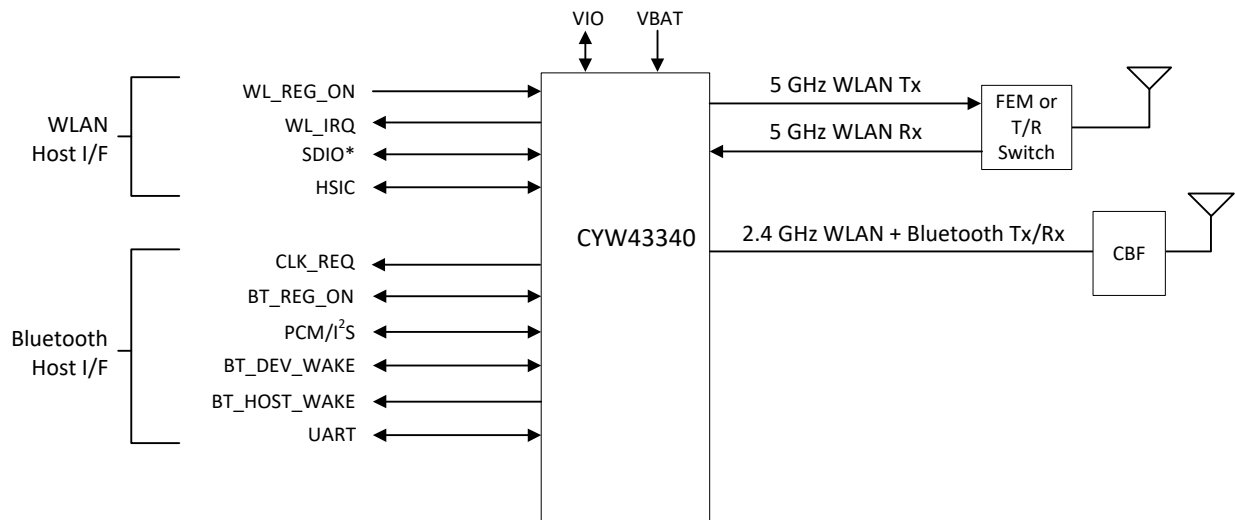 VIO VBAT
WLAN
Host I/F
WL_REG_ON
WL_IRQ
SDIO*
HSIC
Bluetooth
Host I/F
CLK_REQ
BT_REG_ON
PCM/I²S
BT_DEV_WAKE
BT_HOST_WAKE
UART
CYW43340
5 GHz WLAN Tx
5 GHz WLAN Rx
FEM or
T/R
Switch
2.4 GHz WLAN + Bluetooth Tx/Rx
CBF